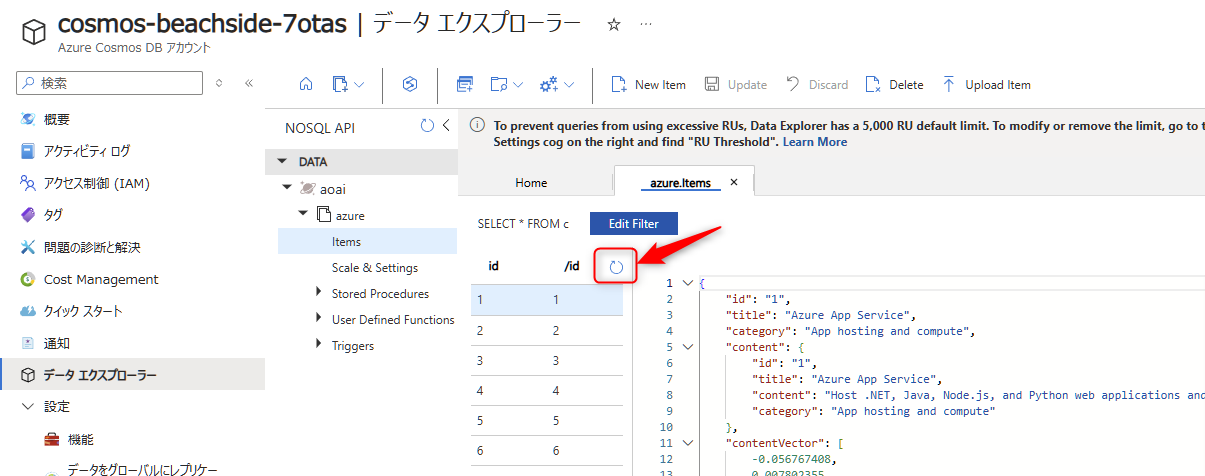 cosmos-beachside-7otas | データ エクスプローラー
Azure Cosmos DB アカウント
検索
概要
アクティビティ ログ
アクセス制御 (IAM)
タグ
問題の診断と解決
Cost Management
クイック スタート
通知
データ エクスプローラー
設定
機能
データをグローバルにレプリケー
New Item Update Discard Delete Upload Item
NOSQL API
DATA
aoai
azure
Items
Scale & Settings
Stored Procedures
User Defined Functions
Triggers
To prevent queries from using excessive RUs, Data Explorer has a 5,000 RU default limit. To modify or remove the limit, go to t
Settings cog on the right and find "RU Threshold". Learn More
Home azure.Items
SELECT * FROM c Edit Filter
id /id
1 1
2 2
3 3
4 4
5 5
6 6
1 {
2 "id": "1",
3 "title": "Azure App Service",
4 "category": "App hosting and compute",
5 "content": {
6 "id": "1",
7 "title": "Azure App Service",
8 "content": "Host .NET, Java, Node.js, and Python web applications and
9 "category": "App hosting and compute"
10 },
11 "contentVector": [
12 -0.056767408,
13 0.007802355